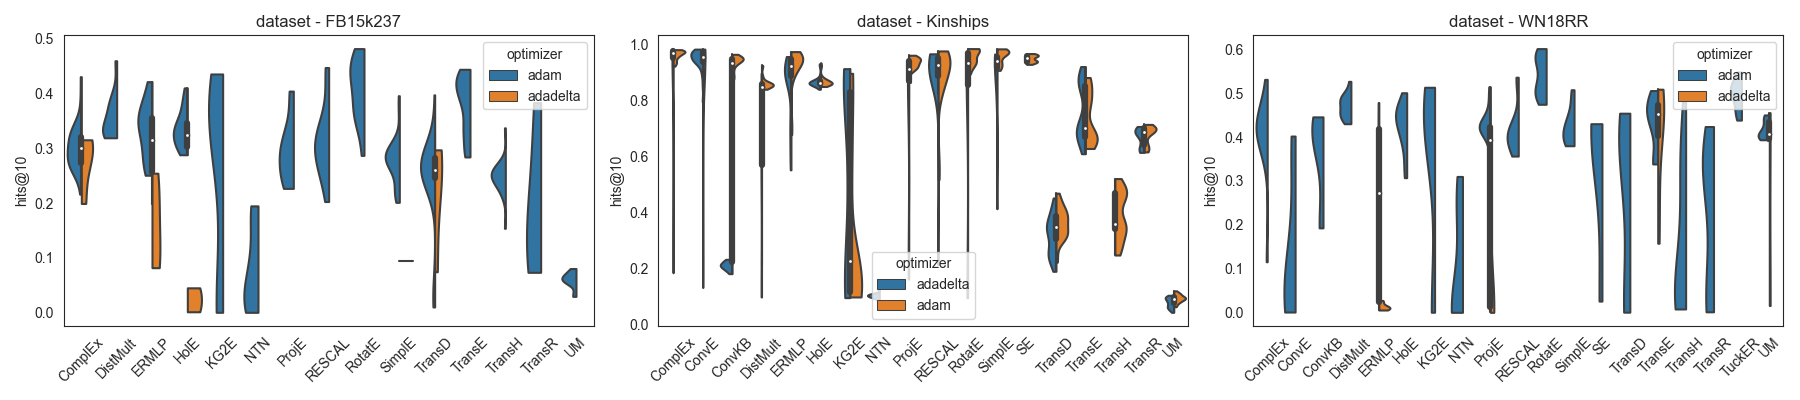 dataset - FB15k237
hits@10
0.5
0.4
0.3
0.2
0.1
0.0
optimizer
adam
adadelta
ComplEx
DistMult
ERMLP
HolE
KG2E
NTN
ProjE
RESCAL
RotatE
SimplE
TransD
TransE
TransH
TransR
UM
dataset - Kinships
hits@10
1.0
0.8
0.6
0.4
0.2
0.0
optimizer
adadelta
adam
ComplEx
ConvE
ConvKB
DistMult
ERMLP
HolE
KG2E
NTN
ProjE
RESCAL
RotatE
SimplE
SE
TransD
TransE
TransH
TransR
UM
dataset - WN18RR
hits@10
0.6
0.5
0.4
0.3
0.2
0.1
0.0
optimizer
adam
adadelta
ComplEx
ConvE
ConvKB
DistMult
ERMLP
HolE
KG2E
NTN
ProjE
RESCAL
RotatE
SimplE
SE
TransD
TransE
TransH
TransR
TuckER
UM